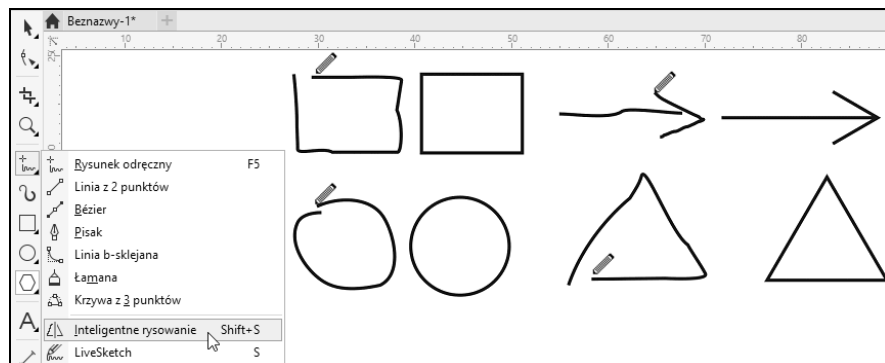 Beznazwy-1*
10 30 40 50 60 70 80
25
Rysunek odręczny F5
Linia z 2 punktów
Bézier
Pisak
Linia b-sklejana
Łamana
Krzywa z 3 punktów
Inteligentne rysowanie Shift+S
LiveSketch S